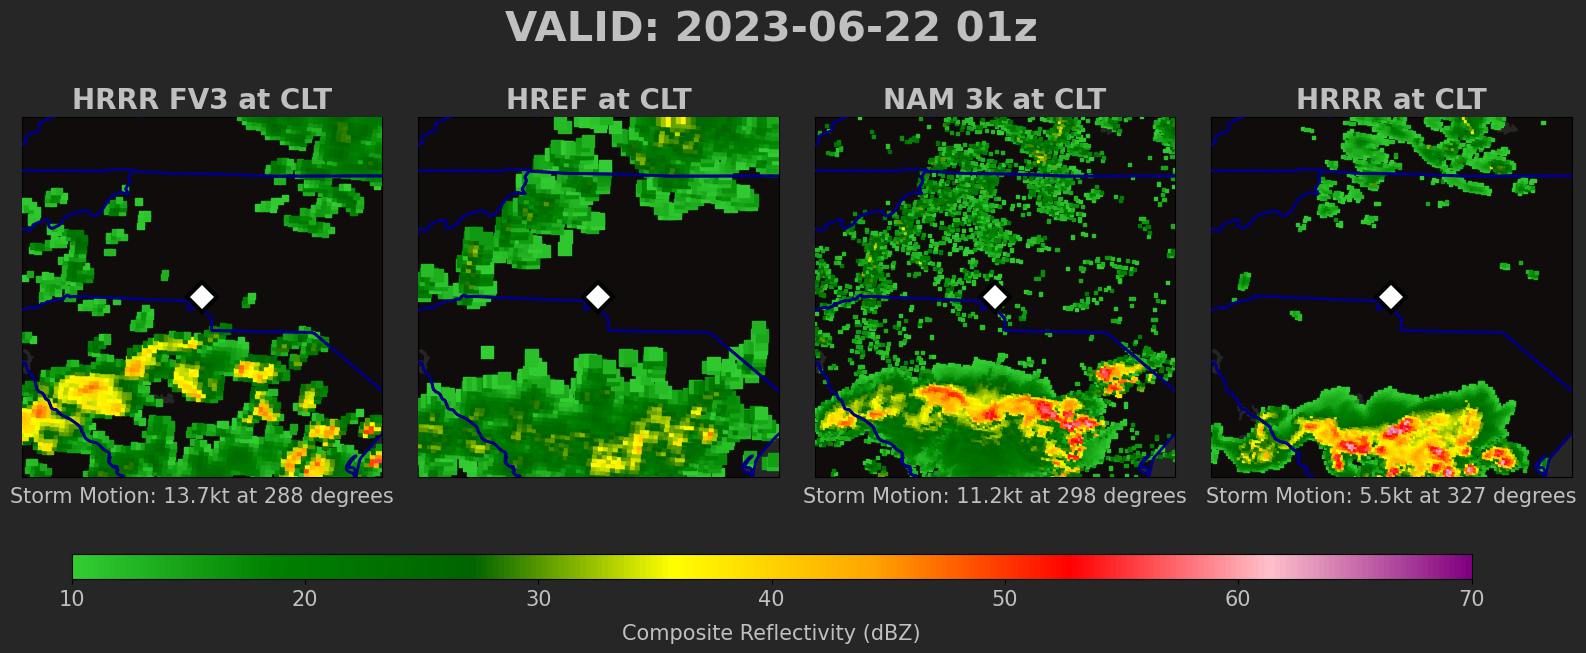 VALID: 2023-06-22 01z
HRRR FV3 at CLT
HREF at CLT
NAM 3k at CLT
HRRR at CLT
Storm Motion: 13.7kt at 288 degrees
Storm Motion: 11.2kt at 298 degrees
Storm Motion: 5.5kt at 327 degrees
10 20 30 40 50 60 70
Composite Reflectivity (dBZ)